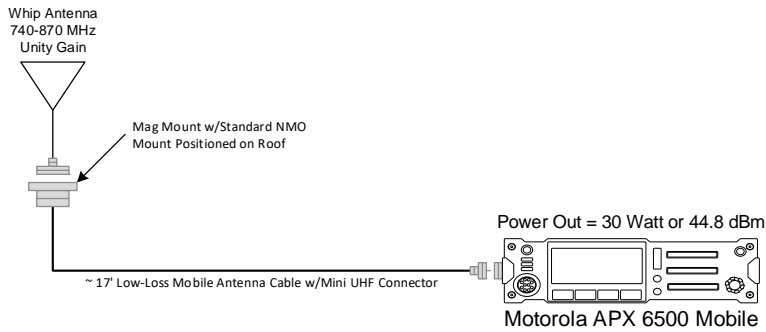 Whip Antenna
740-870 MHz
Unity Gain
Mag Mount w/Standard NMO
Mount Positioned on Roof
Power Out = 30 Watt or 44.8 dBm
~ 17' Low-Loss Mobile Antenna Cable w/Mini UHF Connector
Motorola APX 6500 Mobile